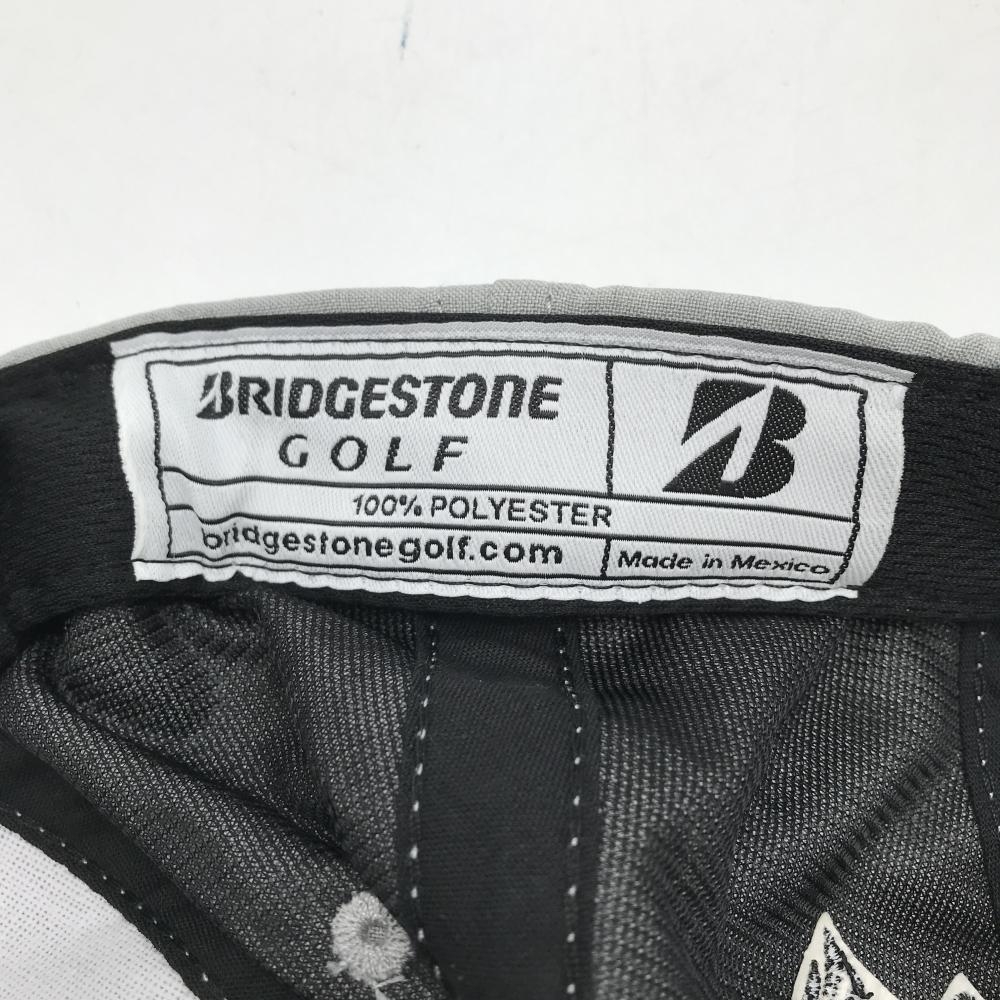 BRIDGESTONE
GOLF
B
100% POLYESTER
bridgestonegolf.com
Made in Mexico